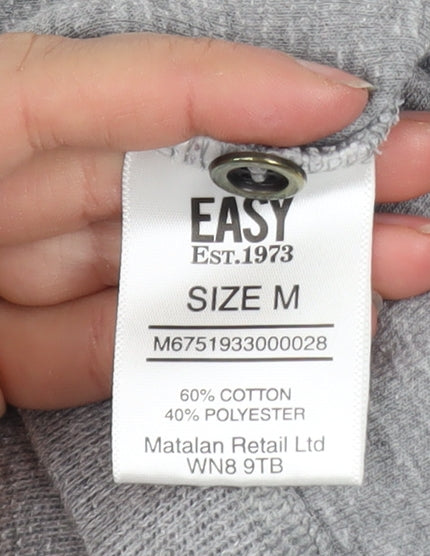 EASY
EST.1973
SIZE M
M6751933000028
60% COTTON
40% POLYESTER
Matalan Retail Ltd
WN8 9TB